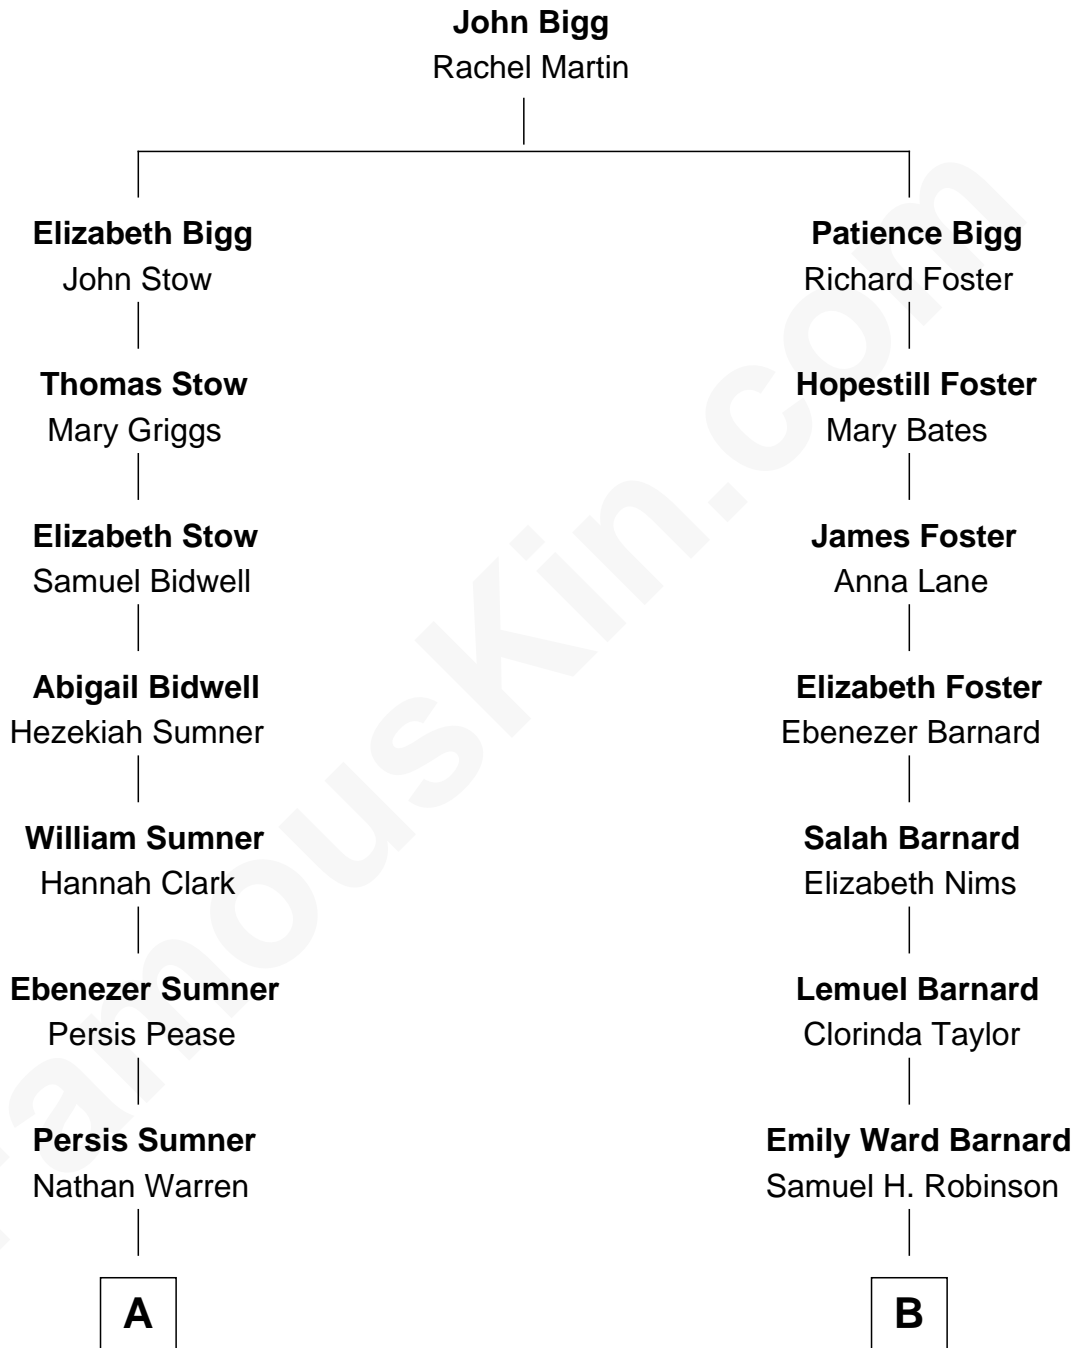 John Bigg
Rachel Martin
Elizabeth Bigg
John Stow
Patience Bigg
Richard Foster
Thomas Stow
Mary Griggs
Hopestill Foster
Mary Bates
Elizabeth Stow
Samuel Bidwell
James Foster
Anna Lane
Abigail Bidwell
Hezekiah Sumner
Elizabeth Foster
Ebenezer Barnard
William Sumner
Hannah Clark
Salah Barnard
Elizabeth Nims
Ebenezer Sumner
Persis Pease
Lemuel Barnard
Clorinda Taylor
Persis Sumner
Nathan Warren
Emily Ward Barnard
Samuel H. Robinson
A
B
FamousKin.com